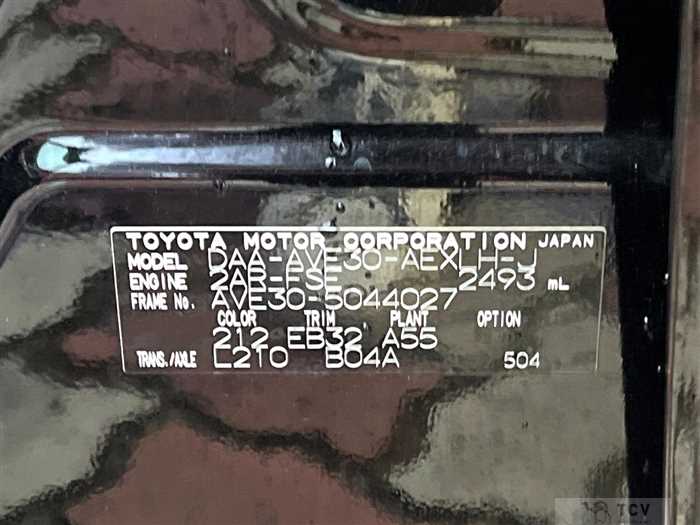 TOYOTA MOTOR CORPORATION JAPAN
MODEL DAA-AVE30-AEXLH-J
ENGINE 2AR-FSE 2493 mL
FRAME No. AVE30-5044027
COLOR TRIM PLANT OPTION
212 EB32 A55
TRANS./AXLE L210 B04A 504
TCV